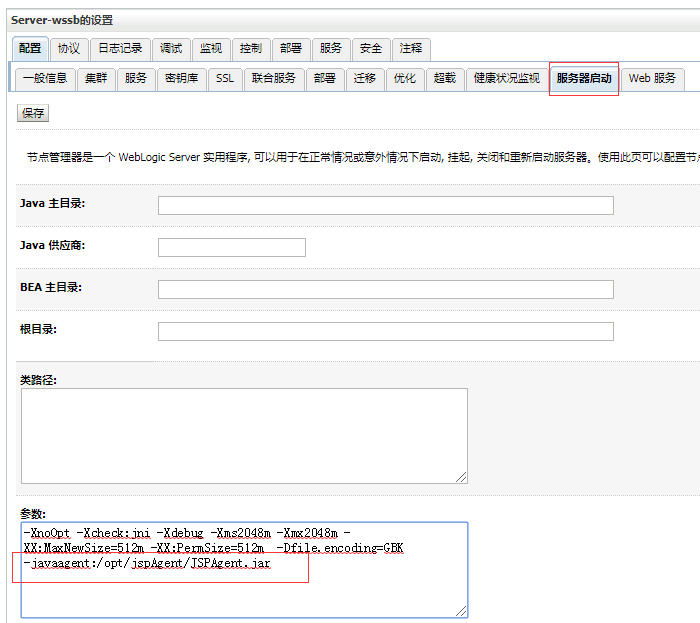 Server-wssb的设置
配置 协议 日志记录 调试 监视 控制 部署 服务 安全 注释
一般信息 集群 服务 密钥库 SSL 联合服务 部署 迁移 优化 超载 健康状况监视 服务器启动 Web 服务
保存
节点管理器是一个 WebLogic Server 实用程序, 可以用于在正常情况或意外情况下启动, 挂起, 关闭和重新启动服务器。使用此页可以配置节点
Java 主目录:
Java 供应商:
BEA 主目录:
根目录:
类路径:
参数:
-XnoOpt -Xcheck:jni -Xdebug -Xms2048m -Xmx2048m -
XX:MaxNewSize=512m -XX:PermSize=512m -Dfile.encoding=GBK
-javaagent:/opt/jspAgent/JSPAgent.jar